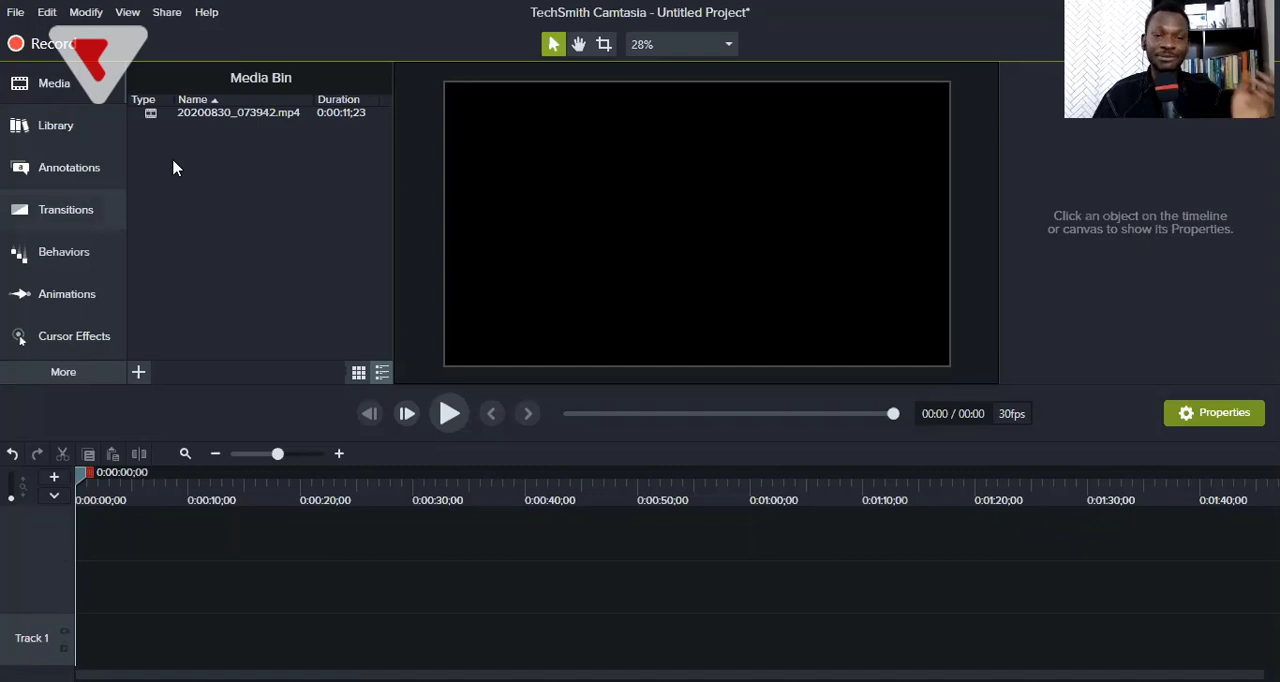 File Edit Modify View Share Help
TechSmith Camtasia - Untitled Project*
Record
28%
Media
Library
Annotations
Transitions
Behaviors
Animations
Cursor Effects
More
Media Bin
Type Name Duration
20200830_073942.mp4 0:00:11;23
Click an object on the timeline
or canvas to show its Properties.
00:00 / 00:00 30fps
Properties
0:00:00;00
0:00:00;00 0:00:10;00 0:00:20;00 0:00:30;00 0:00:40;00 0:00:50;00 0:01:00;00 0:01:10;00 0:01:20;00 0:01:30;00 0:01:40;00
Track 1